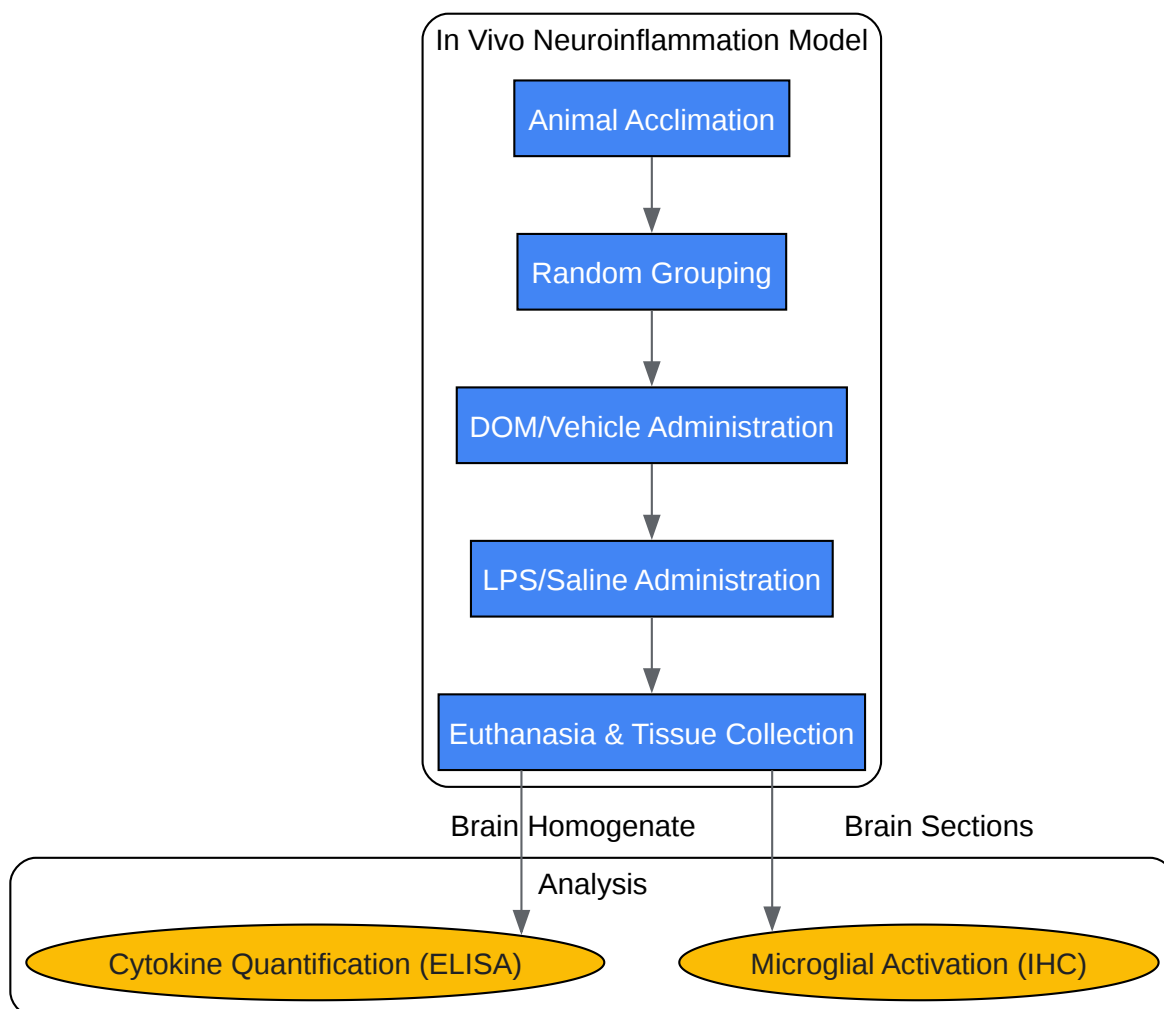 In Vivo Neuroinflammation Model
Animal Acclimation
Random Grouping
DOM/Vehicle Administration
LPS/Saline Administration
Euthanasia & Tissue Collection
Brain Homogenate
Brain Sections
Analysis
Cytokine Quantification (ELISA)
Microglial Activation (IHC)